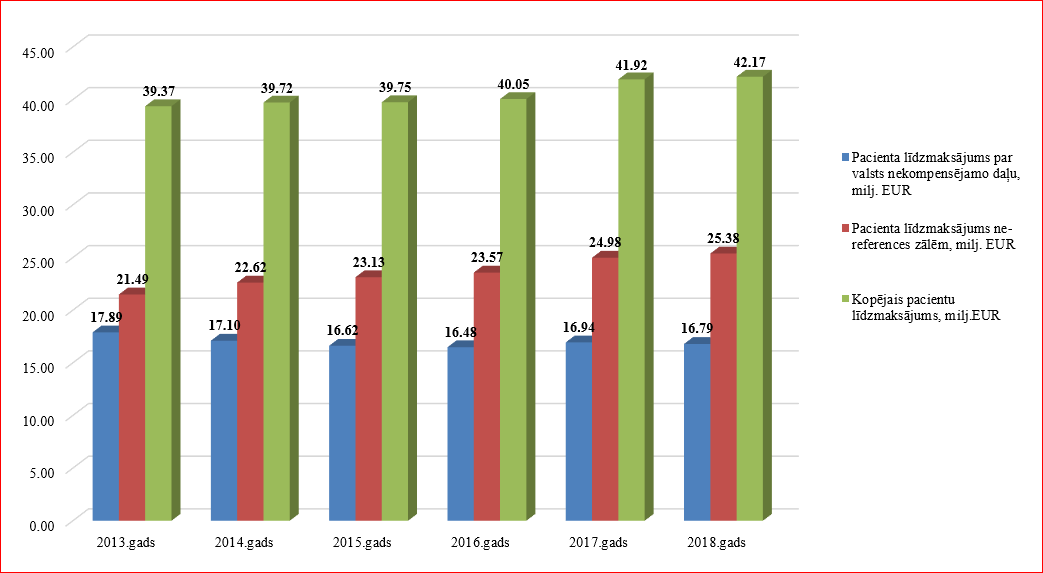 45.00
40.00
35.00
30.00
25.00
20.00
15.00
10.00
5.00
0.00
39.37
39.72
39.75
40.05
41.92
42.17
21.49
22.62
23.13
23.57
24.98
25.38
17.89
17.10
16.62
16.48
16.94
16.79
2013.gads
2014.gads
2015.gads
2016.gads
2017.gads
2018.gads
Pacienta līdzmaksājums par
valsts nekompensējamo daļu,
milj. EUR
Pacienta līdzmaksājums ne-
references zālēm, milj. EUR
Kopējais pacientu
līdzmaksājums, milj.EUR